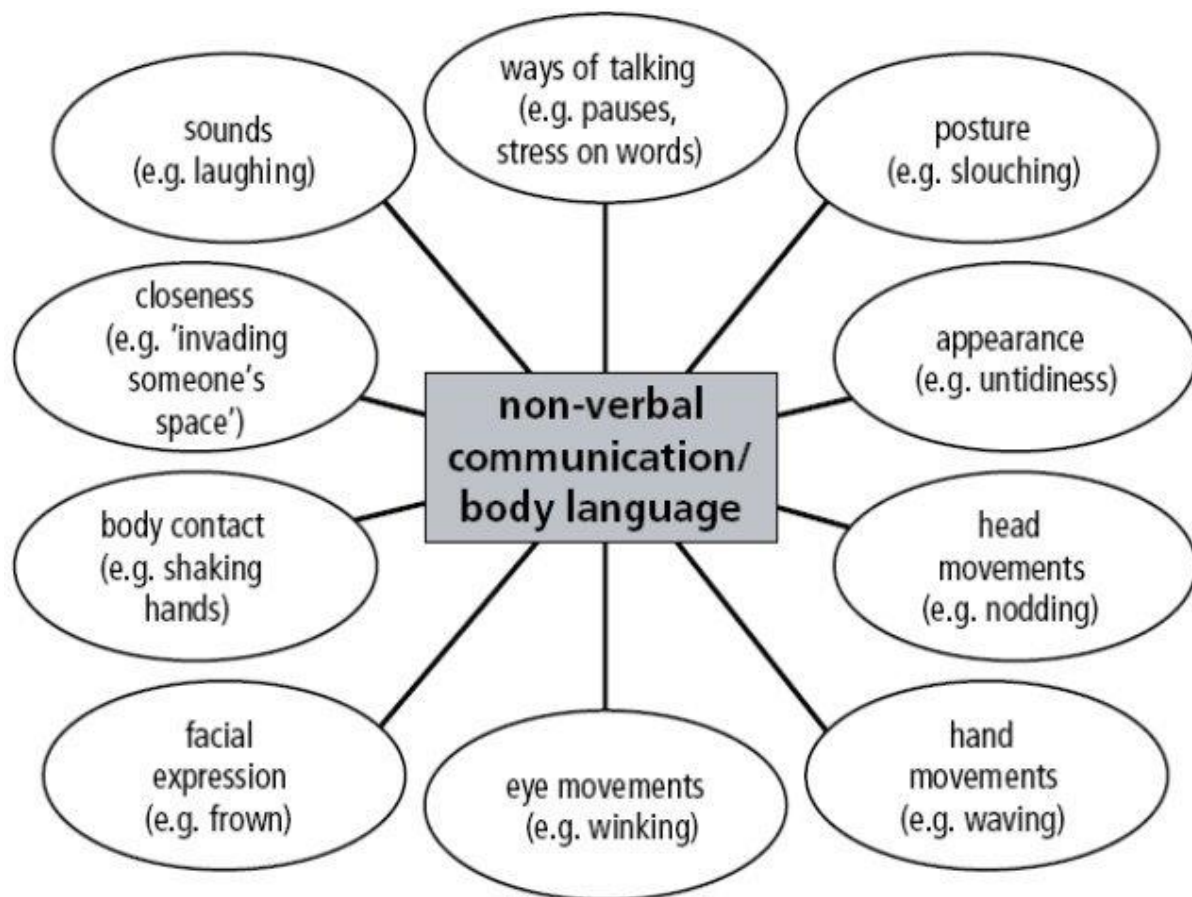 ways of talking
(e.g. pauses,
stress on words)
sounds
(e.g. laughing)
posture
(e.g. slouching)
closeness
(e.g. ‘invading
someone’s
space’)
appearance
(e.g. untidiness)
non-verbal
communication/
body language
body contact
(e.g. shaking
hands)
head
movements
(e.g. nodding)
facial
expression
(e.g. frown)
eye movements
(e.g. winking)
hand
movements
(e.g. waving)